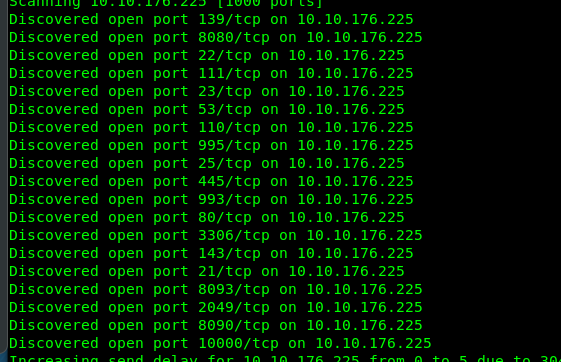 Scanning 10.10.176.225 [1000 ports]
Discovered open port 139/tcp on 10.10.176.225
Discovered open port 8080/tcp on 10.10.176.225
Discovered open port 22/tcp on 10.10.176.225
Discovered open port 111/tcp on 10.10.176.225
Discovered open port 23/tcp on 10.10.176.225
Discovered open port 53/tcp on 10.10.176.225
Discovered open port 110/tcp on 10.10.176.225
Discovered open port 995/tcp on 10.10.176.225
Discovered open port 25/tcp on 10.10.176.225
Discovered open port 445/tcp on 10.10.176.225
Discovered open port 993/tcp on 10.10.176.225
Discovered open port 80/tcp on 10.10.176.225
Discovered open port 3306/tcp on 10.10.176.225
Discovered open port 143/tcp on 10.10.176.225
Discovered open port 21/tcp on 10.10.176.225
Discovered open port 8093/tcp on 10.10.176.225
Discovered open port 2049/tcp on 10.10.176.225
Discovered open port 8090/tcp on 10.10.176.225
Discovered open port 10000/tcp on 10.10.176.225
Increasing send delay for 10.10.176.225 from 0 to 5 due to